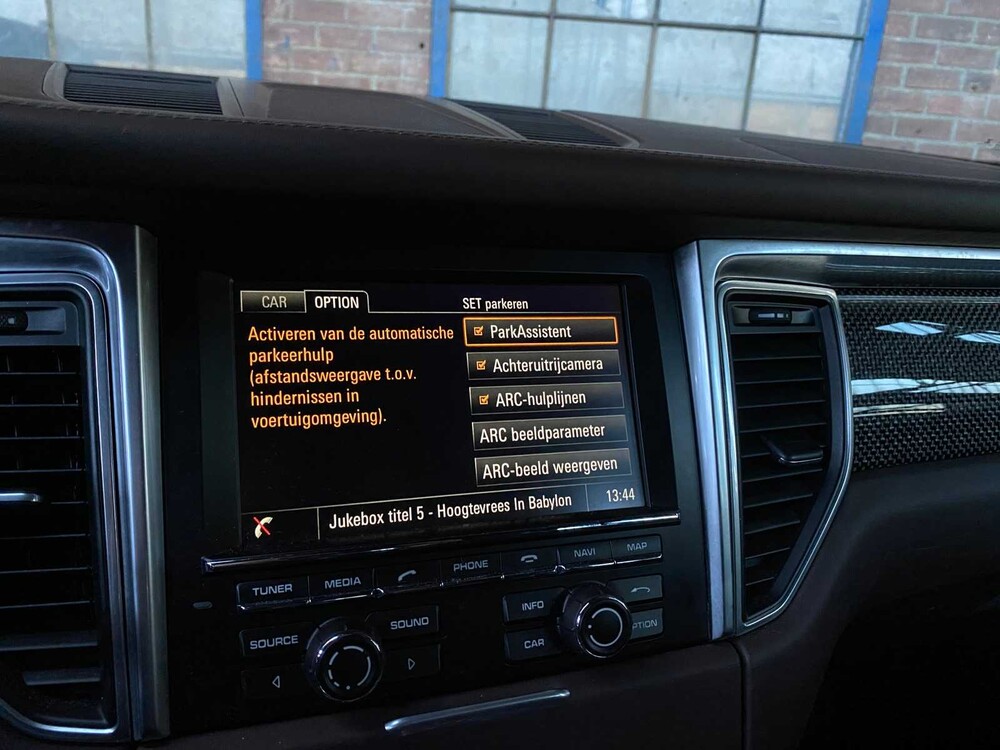 CAR OPTION SET parkeren
Activeren van de automatische
parkeerhulp
(afstandsweergave t.o.v.
hindernissen in
voertuigomgeving).
ParkAssistent
Achteruitrijcamera
ARC-hulplijnen
ARC beeldparameter
ARC-beeld weergeven
Jukebox titel 5 - Hoogtevrees In Babylon 13:44
TUNER MEDIA PHONE NAVI MAP
SOURCE SOUND INFO
CAR OPTION